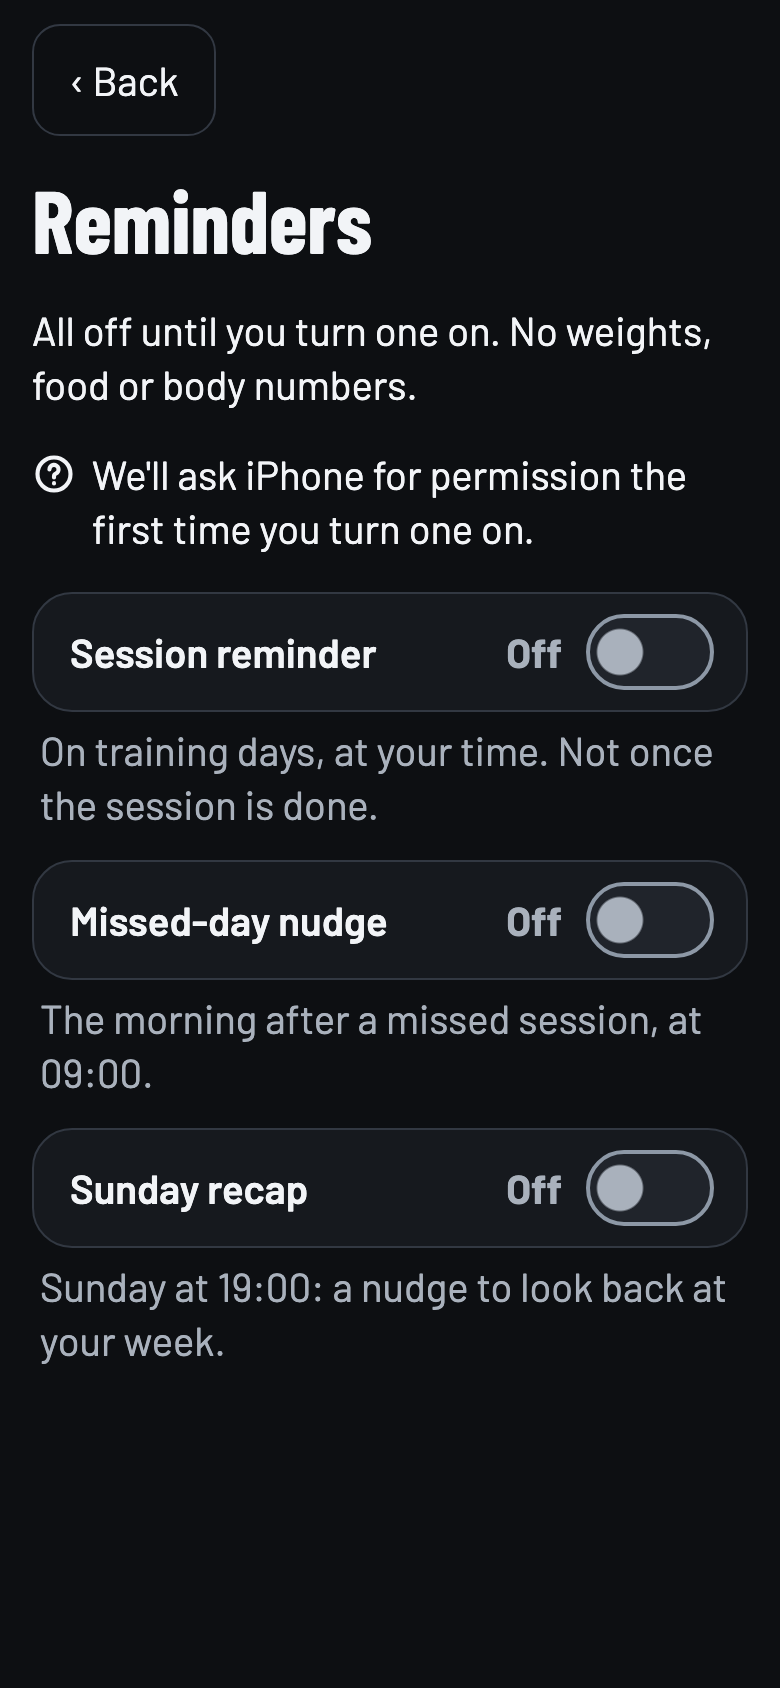 ‹ Back
Reminders
All off until you turn one on. No weights,
food or body numbers.
We'll ask iPhone for permission the
first time you turn one on.
Session reminder Off
On training days, at your time. Not once
the session is done.
Missed-day nudge Off
The morning after a missed session, at
09:00.
Sunday recap Off
Sunday at 19:00: a nudge to look back at
your week.